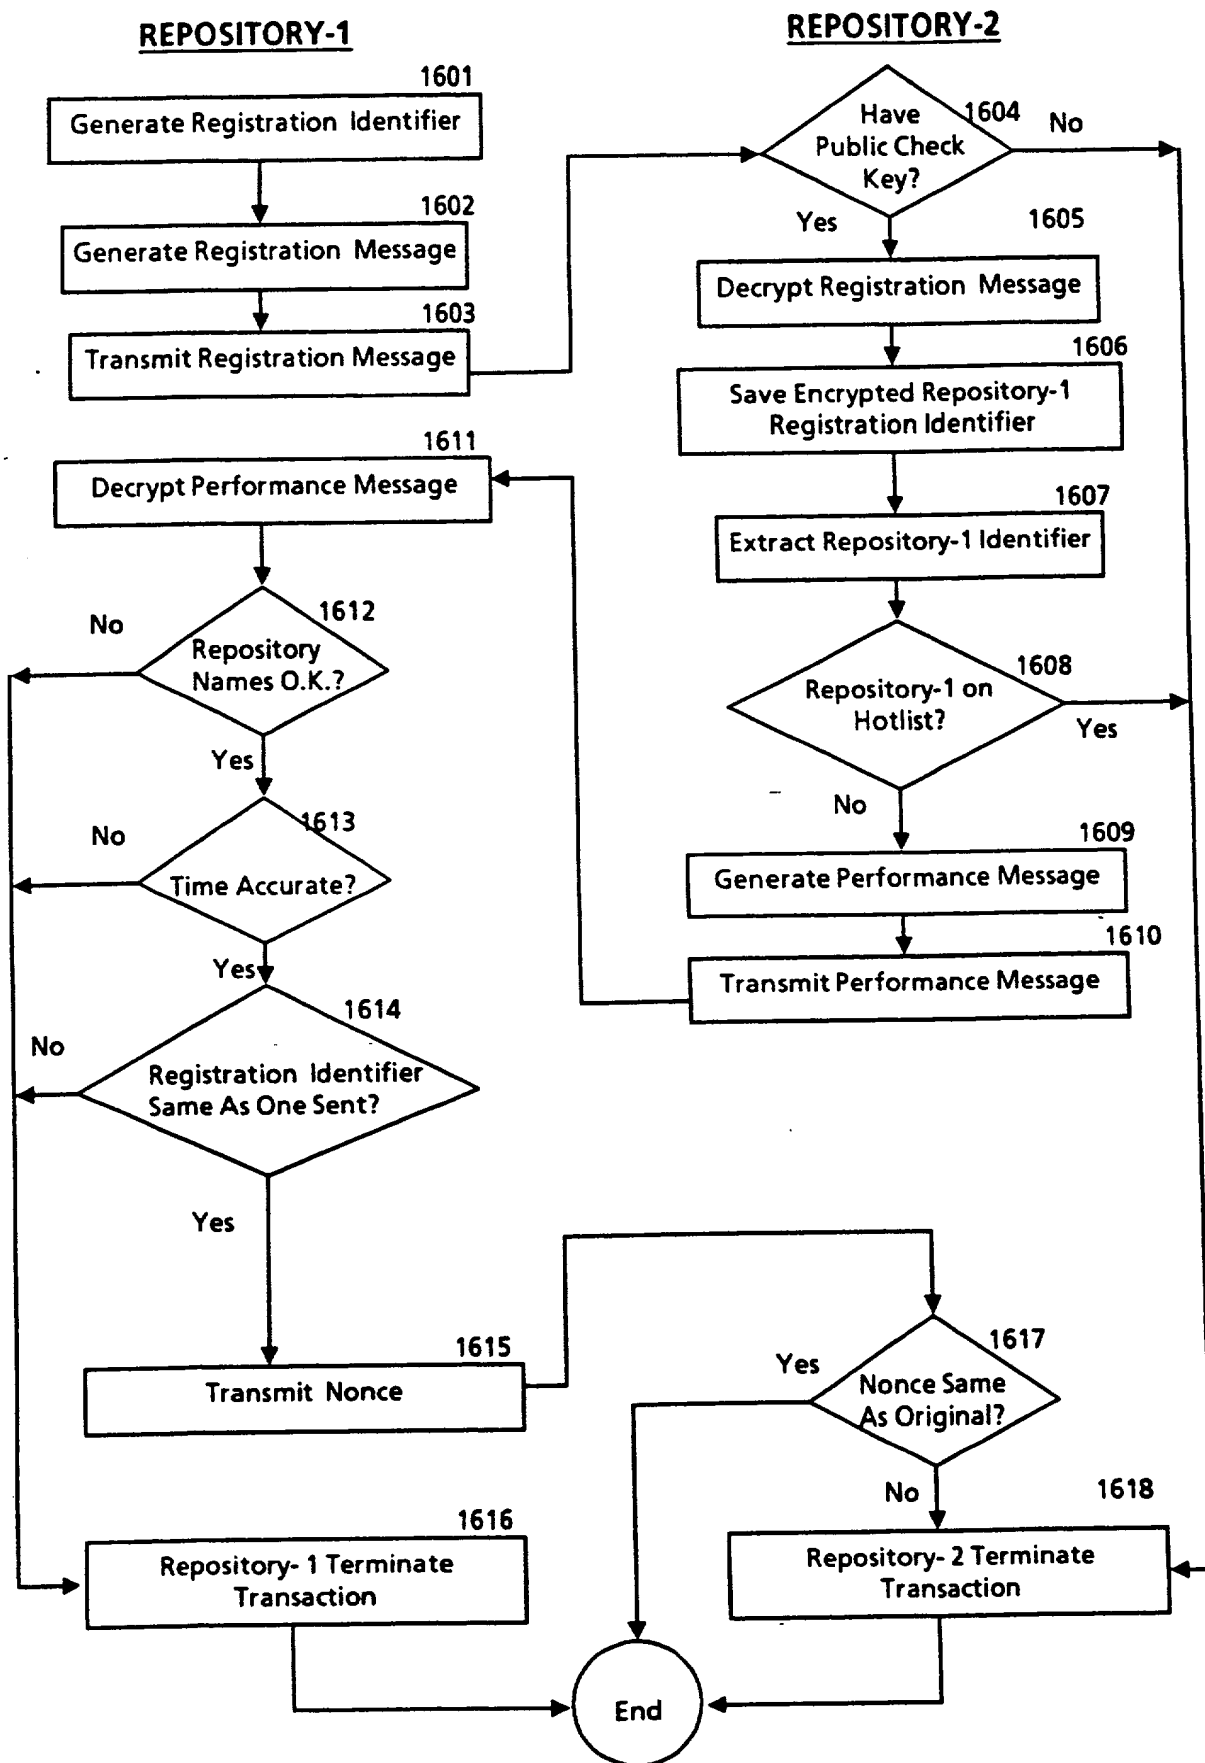 REPOSITORY-1
1601
Generate Registration Identifier
1602
Generate Registration Message
1603
Transmit Registration Message
REPOSITORY-2
1604
Have
Public Check
Key?
No
Yes
1605
Decrypt Registration Message
1606
Save Encrypted Repository-1
Registration Identifier
1607
Extract Repository-1 Identifier
1608
Repository-1 on
Hotlist?
Yes
No
1609
Generate Performance Message
1610
Transmit Performance Message
1611
Decrypt Performance Message
1612
Repository
Names O.K.?
No
Yes
1613
Time Accurate?
No
Yes
1614
Registration Identifier
Same As One Sent?
No
Yes
1615
Transmit Nonce
1616
Repository- 1 Terminate
Transaction
1617
Nonce Same
As Original?
Yes
No
1618
Repository- 2 Terminate
Transaction
End